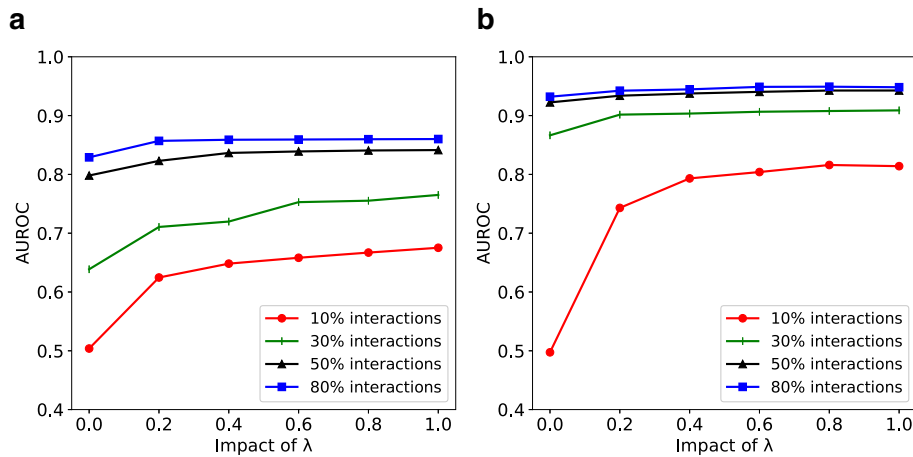 a
AUROC
1.0
0.9
0.8
0.7
0.6
0.5
0.4
10% interactions
30% interactions
50% interactions
80% interactions
0.0 0.2 0.4 0.6 0.8 1.0
Impact of λ
b
AUROC
1.0
0.9
0.8
0.7
0.6
0.5
0.4
10% interactions
30% interactions
50% interactions
80% interactions
0.0 0.2 0.4 0.6 0.8 1.0
Impact of λ